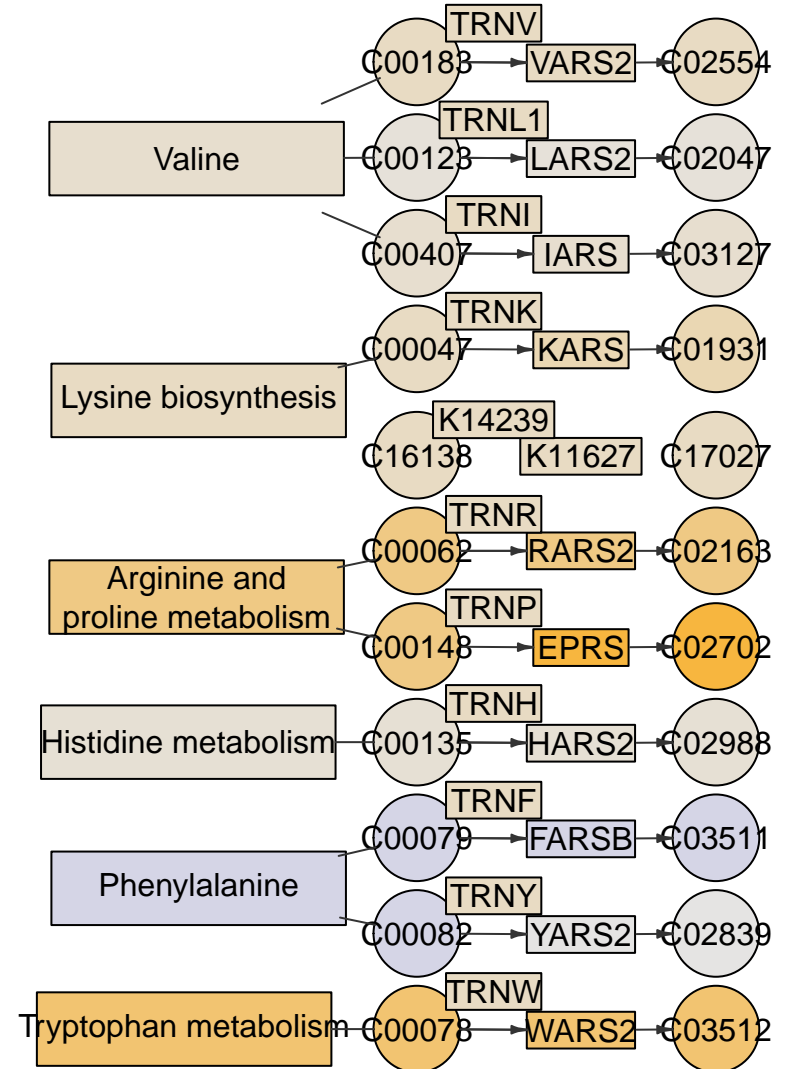 TRNV
C00183 VARS2 C02554
TRNL1
Valine C00123 LARS2 C02047
TRNI
C00407 IARS C03127
TRNK
C00047 KARS C01931
Lysine biosynthesis
K14239
C16138 K11627 C17027
TRNR
C00062 RARS2 C02163
Arginine and
proline metabolism
TRNP
C00148 EPRS C02702
TRNH
Histidine metabolism C00135 HARS2 C02988
TRNF
C00079 FARSB C03511
Phenylalanine
TRNY
C00082 YARS2 C02839
TRNW
Tryptophan metabolism C00078 WARS2 C03512